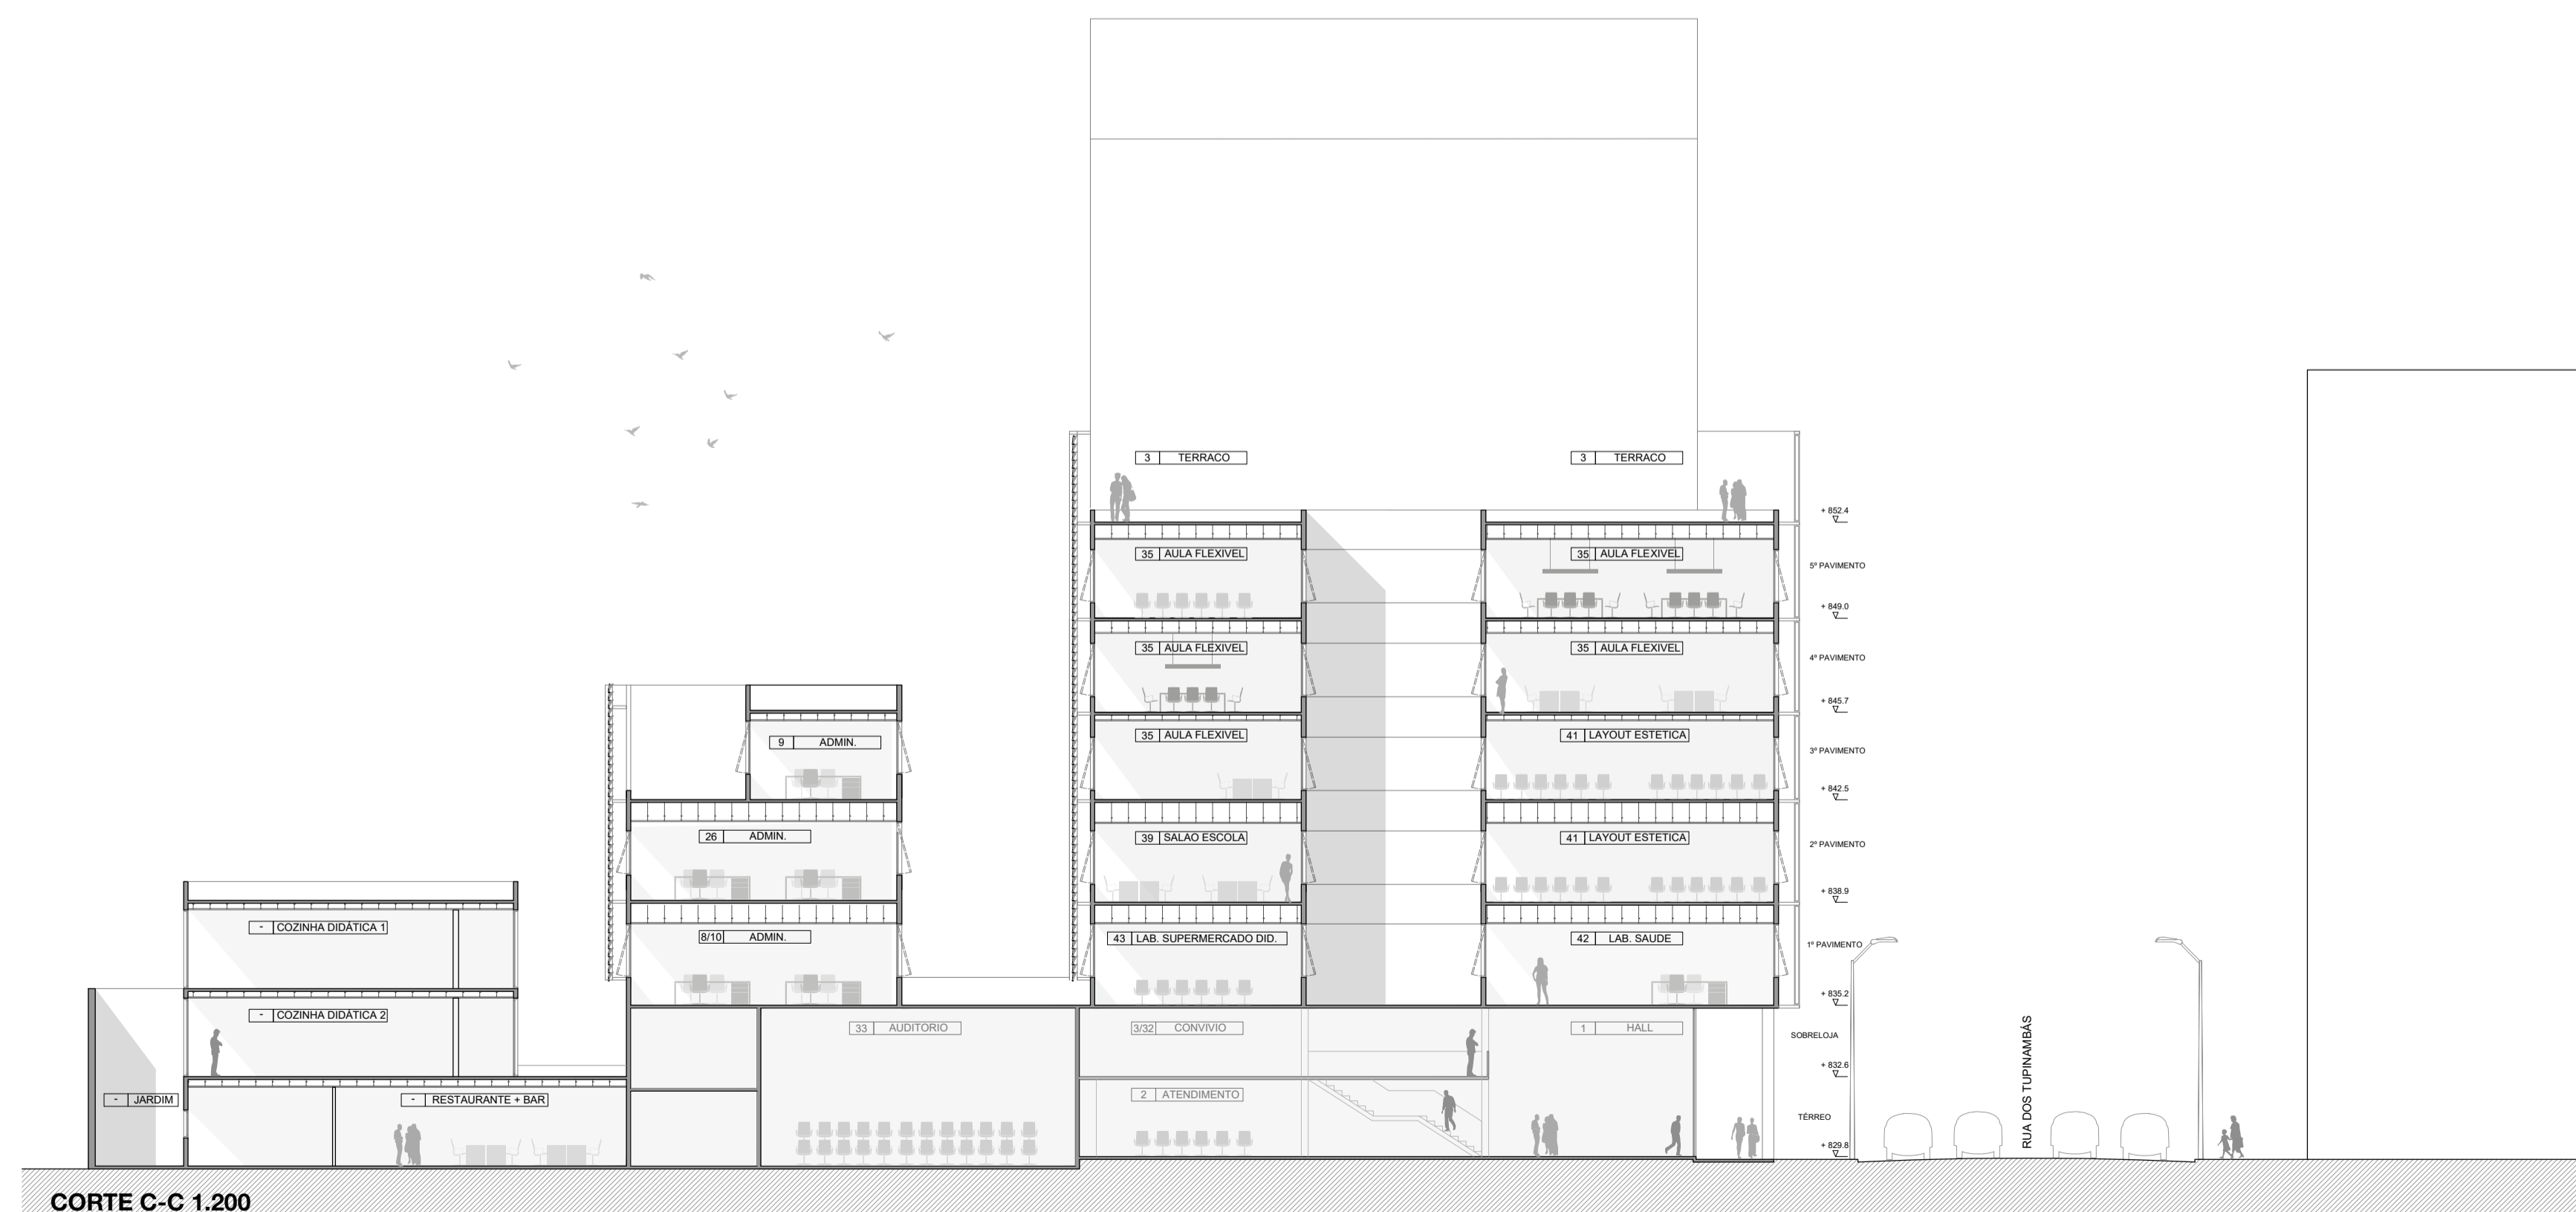 3 TERRACO
3 TERRACO
+ 852.4
35 AULA FLEXIVEL
35 AULA FLEXIVEL
5º PAVIMENTO
+ 849.0
35 AULA FLEXIVEL
35 AULA FLEXIVEL
4º PAVIMENTO
+ 845.7
9 ADMIN.
35 AULA FLEXIVEL
41 LAYOUT ESTETICA
3º PAVIMENTO
+ 842.5
26 ADMIN.
39 SALAO ESCOLA
41 LAYOUT ESTETICA
2º PAVIMENTO
+ 838.9
- COZINHA DIDÁTICA 1
8/10 ADMIN.
43 LAB. SUPERMERCADO DID.
42 LAB. SAUDE
1º PAVIMENTO
+ 835.2
- COZINHA DIDÁTICA 2
33 AUDITORIO
3/32 CONVIVIO
1 HALL
SOBRELOJA
+ 832.6
- JARDIM
- RESTAURANTE + BAR
2 ATENDIMENTO
TÉRREO
+ 829.8
RUA DOS TUPINAMBÁS
CORTE C-C 1.200